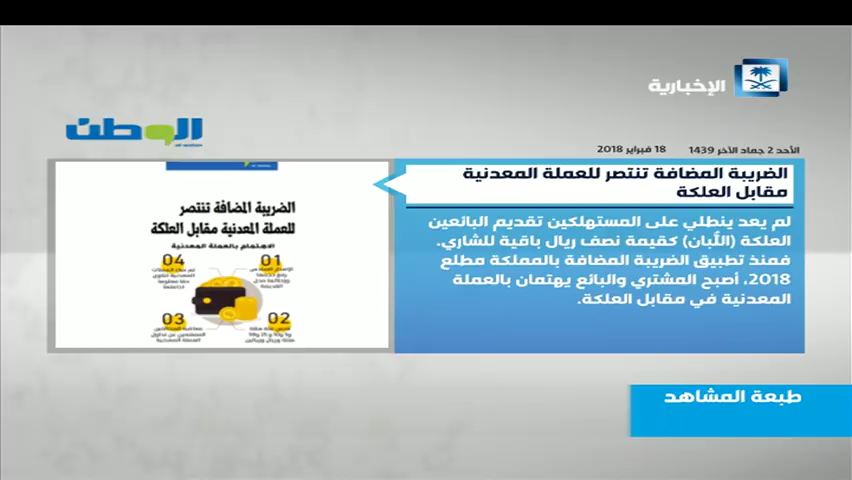 الإخبارية
الوطن
الأحد 2 جماد الآخر 1439
18 فبراير 2018
الضريبة المضافة تنتصر للعملة المعدنية
مقابل العلكة
لم يعد ينطلي على المستهلكين تقديم البائعين
العلكة (اللُبان) كقيمة نصف ريال باقية للشاري.
فمنذ تطبيق الضريبة المضافة بالمملكة مطلع
2018، أصبح المشتري والبائع يهتمان بالعملة
المعدنية في مقابل العلكة.
الضريبة المضافة تنتصر
للعملة المعدنية مقابل العلكة
الاهتمام بالعملة المعدنية
01
04
02
03
طبعة المشاهد